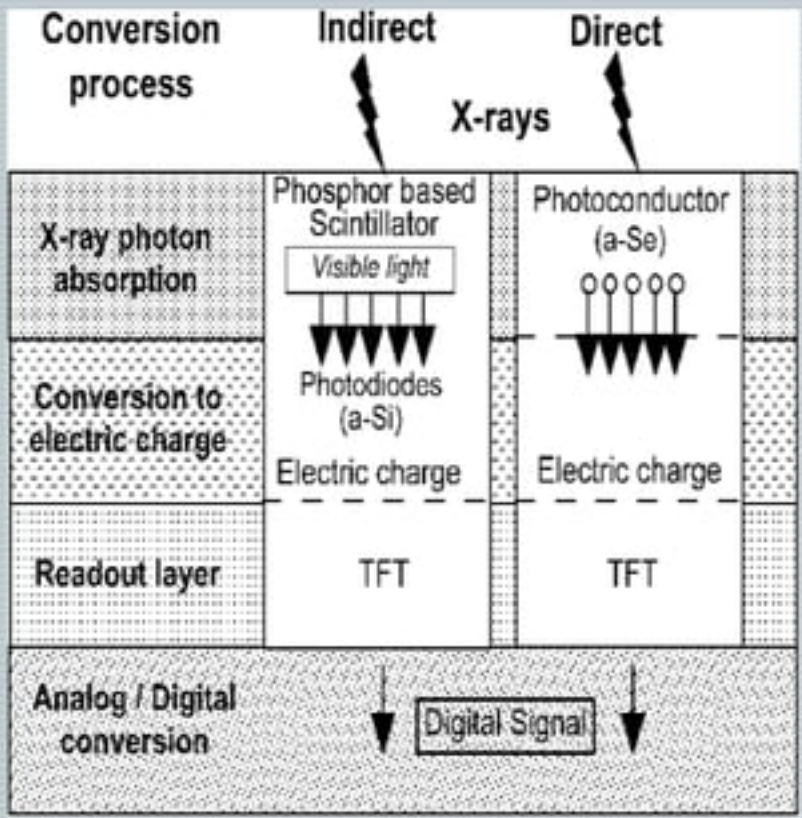 Conversion
process
Indirect
Direct
X-rays
X-ray photon
absorption
Phosphor based
Scintillator
Visible light
Photoconductor
(a-Se)
Conversion to
electric charge
Photodiodes
(a-Si)
Electric charge
Electric charge
Readout layer
TFT
TFT
Analog / Digital
conversion
Digital Signal